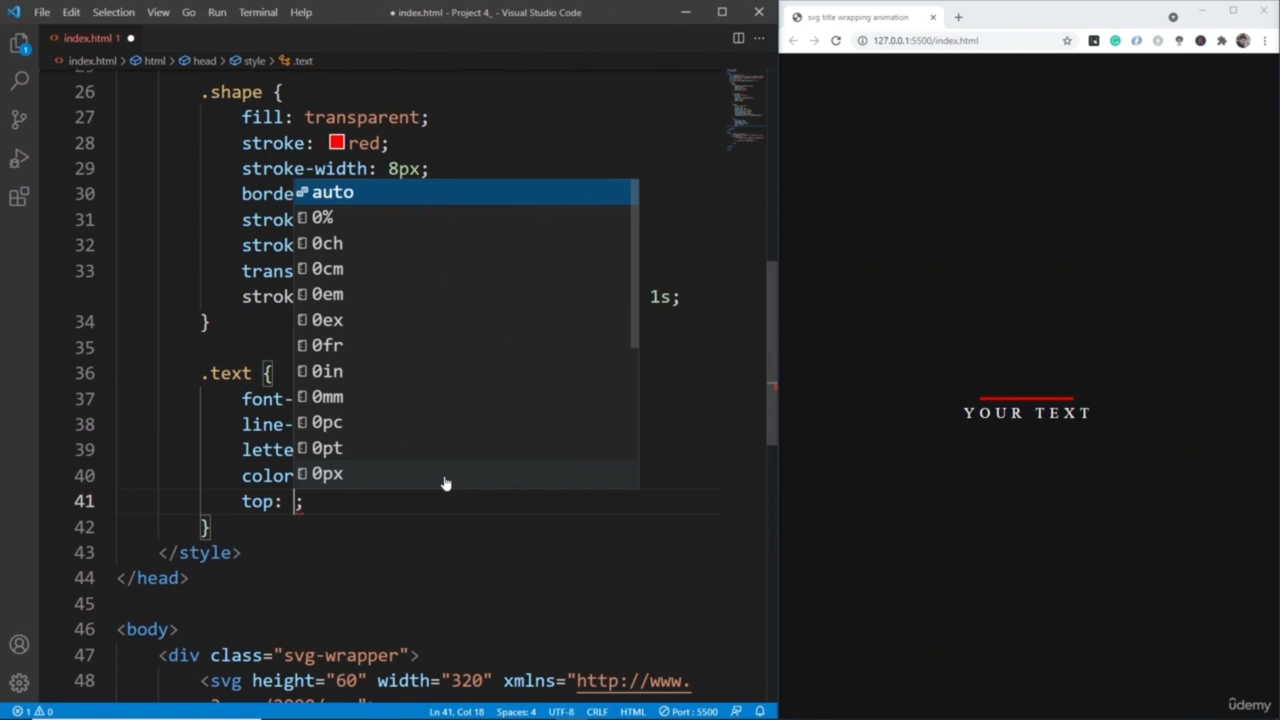 File Edit Selection View Go Run Terminal Help ● index.html - Project 4_ - Visual Studio Code
index.html 1 ●
index.html > html > head > style > .text
26 .shape {
27 fill: transparent;
28 stroke: red;
29 stroke-width: 8px;
30 borde
31 strok
32 strok
33 trans
strok 1s;
34 }
35
36 .text {
37 font-
38 line-
39 lette
40 color
41 top: ;
42 }
43 </style>
44 </head>
45
46 <body>
47 <div class="svg-wrapper">
48 <svg height="60" width="320" xmlns="http://www.
auto
0%
0ch
0cm
0em
0ex
0fr
0in
0mm
0pc
0pt
0px
1 0 Ln 41, Col 18 Spaces: 4 UTF-8 CRLF HTML Port : 5500
svg title wrapping animation
127.0.0.1:5500/index.html
YOUR TEXT
ûdemy